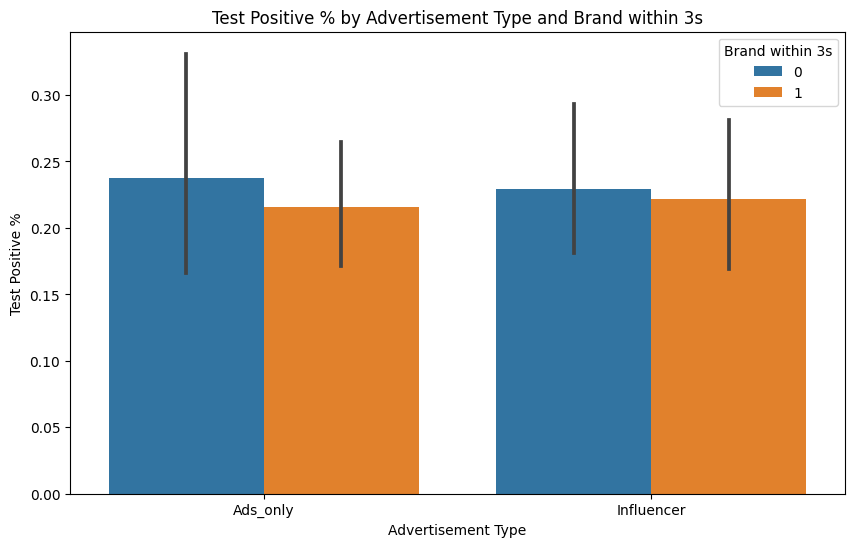 Test Positive % by Advertisement Type and Brand within 3s
Brand within 3s
0
1
0.30
0.25
0.20
0.15
0.10
0.05
0.00
Test Positive %
Ads_only
Influencer
Advertisement Type